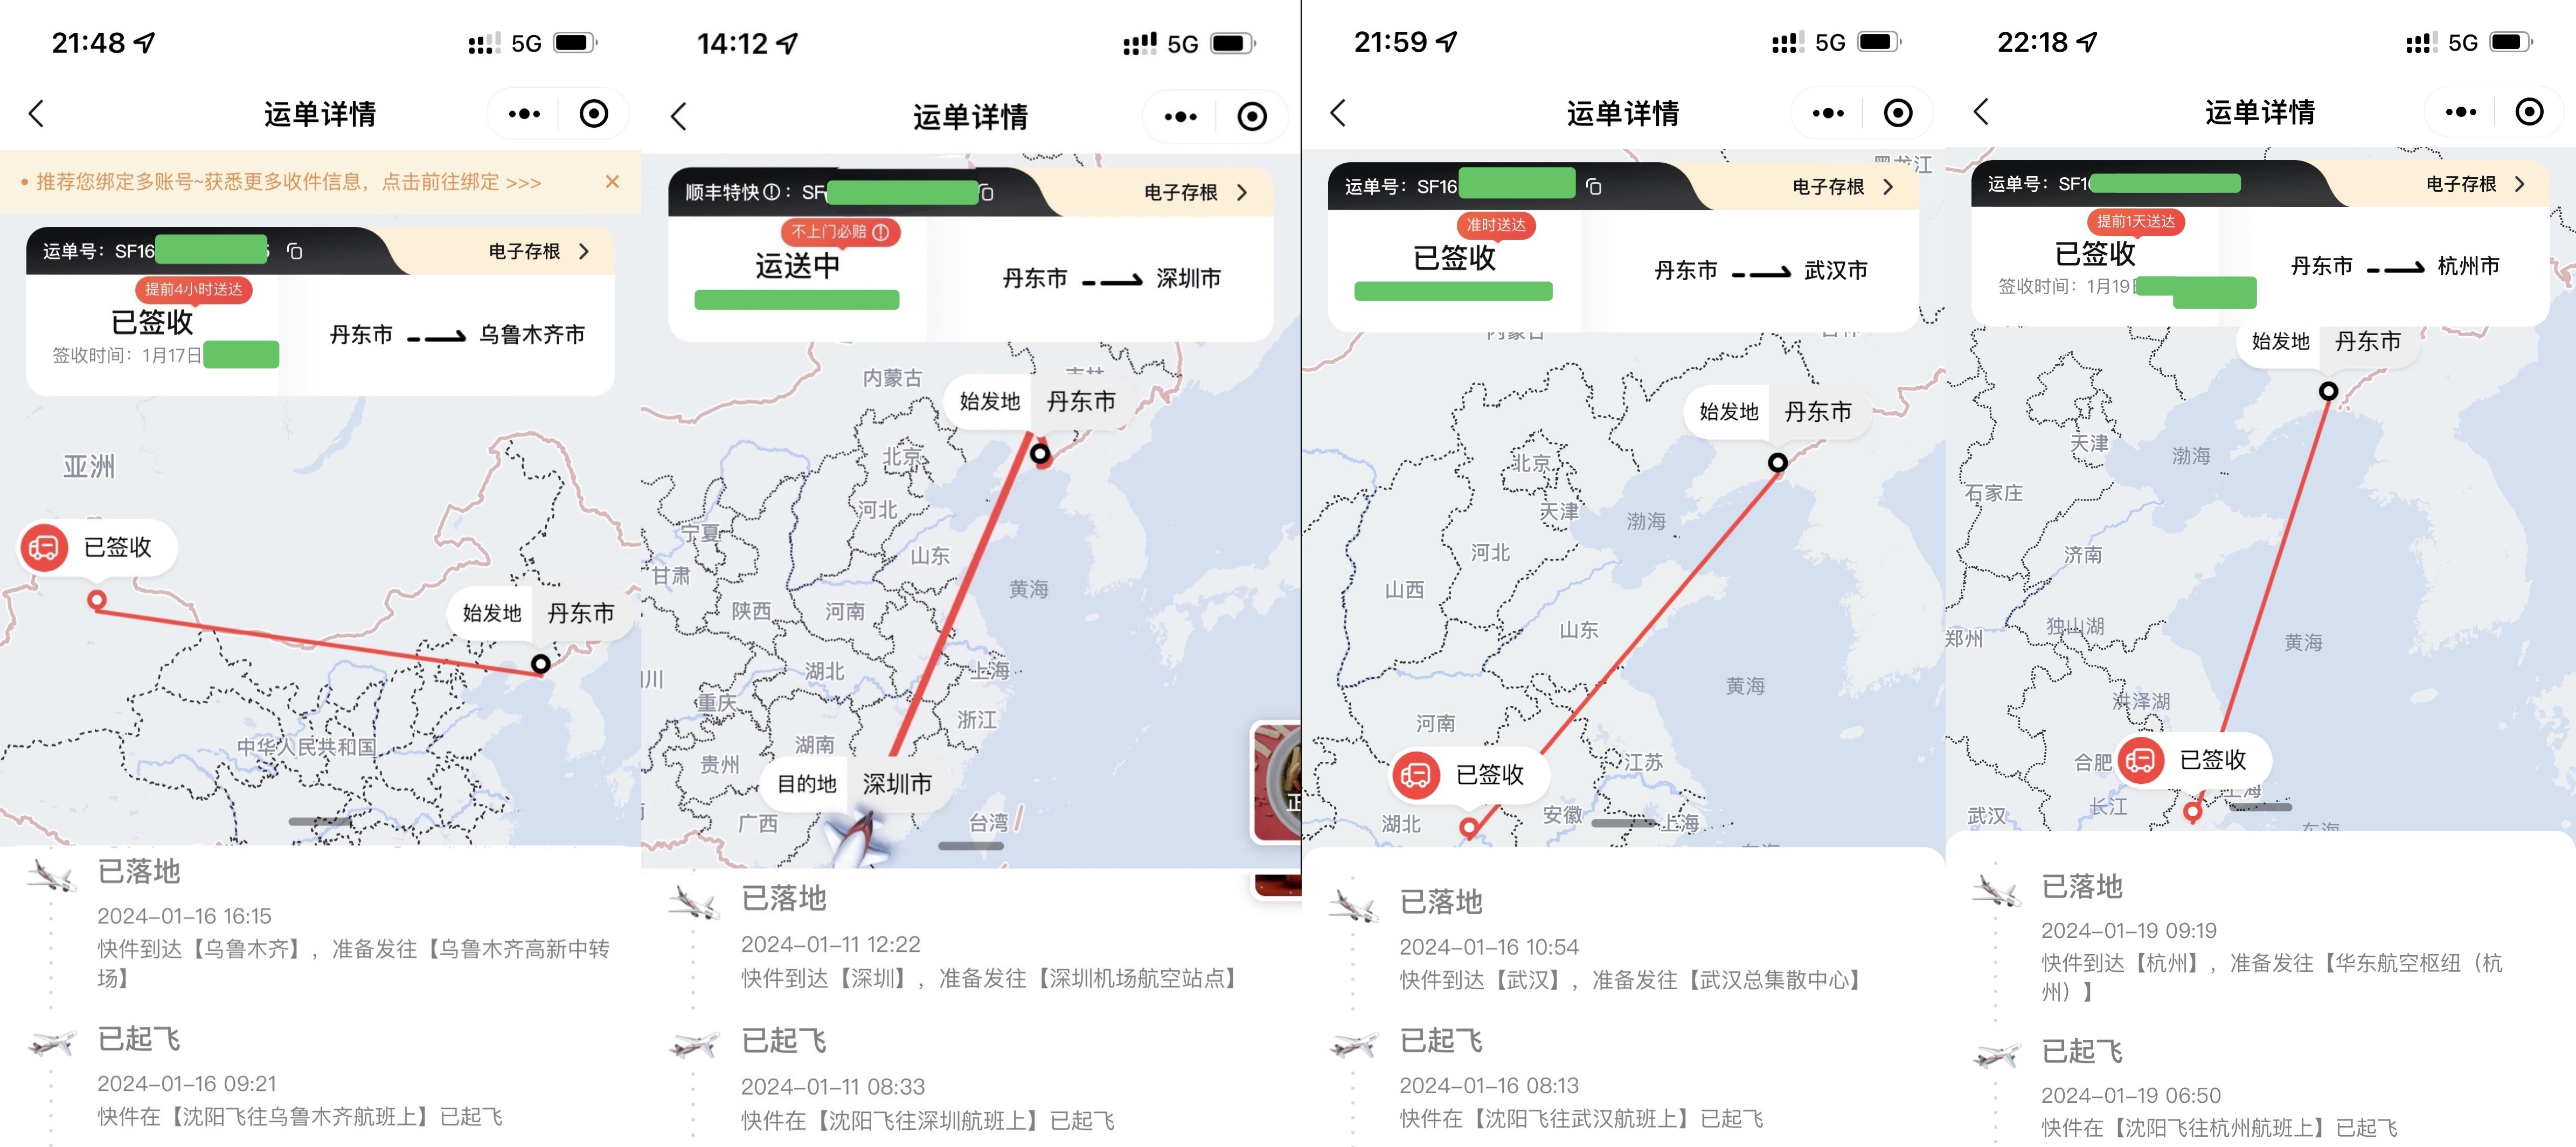 21:48
5G
运单详情
• 推荐您绑定多账号~获悉更多收件信息，点击前往绑定 >>>
运单号：SF16
电子存根
提前4小时送达
已签收
签收时间：1月17日
丹东市
乌鲁木齐市
亚洲
已签收
始发地 丹东市
中华人民共和国
已落地
2024-01-16 16:15
快件到达【乌鲁木齐】，准备发往【乌鲁木齐高新中转
场】
已起飞
2024-01-16 09:21
快件在【沈阳飞往乌鲁木齐航班上】已起飞
14:12
5G
运单详情
顺丰特快：SF
电子存根
不上门必赔
运送中
丹东市
深圳市
内蒙古
吉林
始发地 丹东市
北京
河北
宁夏
山东
甘肃
黄海
陕西
河南
湖北
上海
川
重庆
浙江
湖南
贵州
目的地 深圳市
广西
台湾
正
已落地
2024-01-11 12:22
快件到达【深圳】，准备发往【深圳机场航空站点】
已起飞
2024-01-11 08:33
快件在【沈阳飞往深圳航班上】已起飞
21:59
5G
运单详情
黑龙江
运单号：SF16
电子存根
准时送达
已签收
丹东市
武汉市
内蒙古
吉林
始发地 丹东市
北京
天津
渤海
河北
山西
山东
黄海
河南
江苏
已签收
湖北
安徽
上海
已落地
2024-01-16 10:54
快件到达【武汉】，准备发往【武汉总集散中心】
已起飞
2024-01-16 08:13
快件在【沈阳飞往武汉航班上】已起飞
22:18
5G
运单详情
运单号：SF1
电子存根
提前1天送达
已签收
签收时间：1月19
丹东市
杭州市
始发地 丹东市
天津
渤海
石家庄
济南
独山湖
郑州
黄海
洪泽湖
合肥
已签收
上海
长江
武汉
东海
已落地
2024-01-19 09:19
快件到达【杭州】，准备发往【华东航空枢纽（杭
州）】
已起飞
2024-01-19 06:50
快件在【沈阳飞往杭州航班上】已起飞